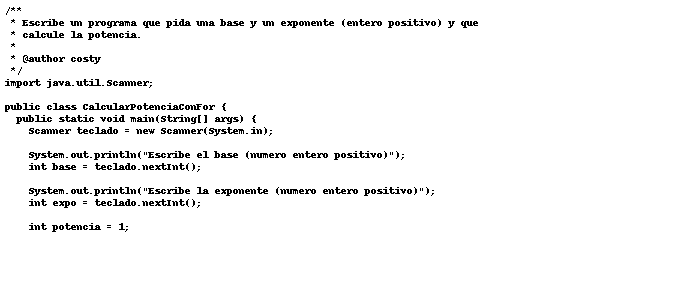 /**
 * Escribe un programa que pida una base y un exponente (entero positivo) y que
 * calcule la potencia.
 *
 * @author costy
 */
import java.util.Scanner;

public class CalcularPotenciaConFor {
  public static void main(String[] args) {
    Scanner teclado = new Scanner(System.in);

    System.out.println("Escribe el base (numero entero positivo)");
    int base = teclado.nextInt();

    System.out.println("Escribe la exponente (numero entero positivo)");
    int expo = teclado.nextInt();

    int potencia = 1;